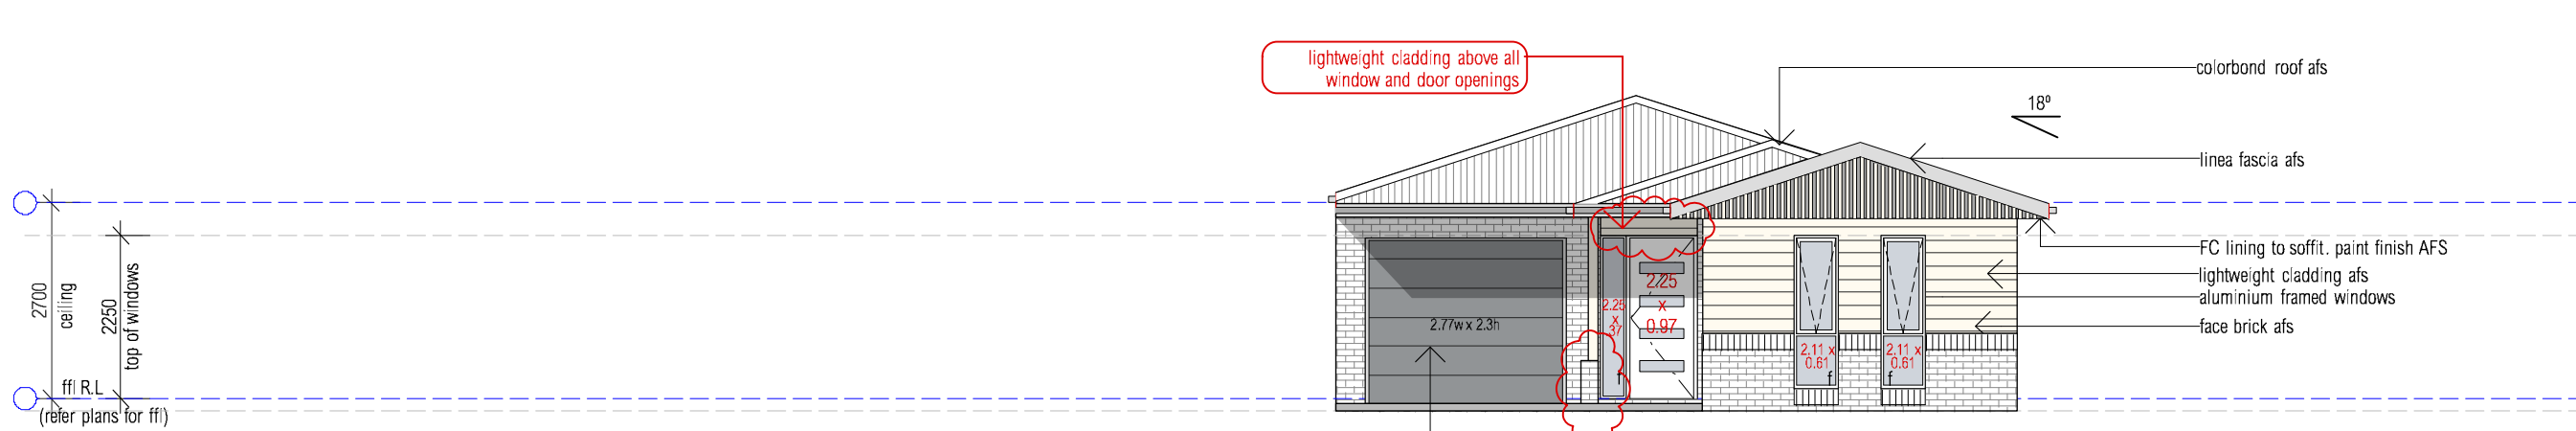 lightweight cladding above all
window and door openings
colorbond roof afs
18º
linea fascia afs
FC lining to soffit. paint finish AFS
lightweight cladding afs
aluminium framed windows
face brick afs
2700
ceiling
2250
top of windows
ffl R.L
(refer plans for ffl)
2.77w x 2.3h
2.25
x
.37
f
2.25
x
0.97
2.11 x
0.61
f
2.11 x
0.61
f